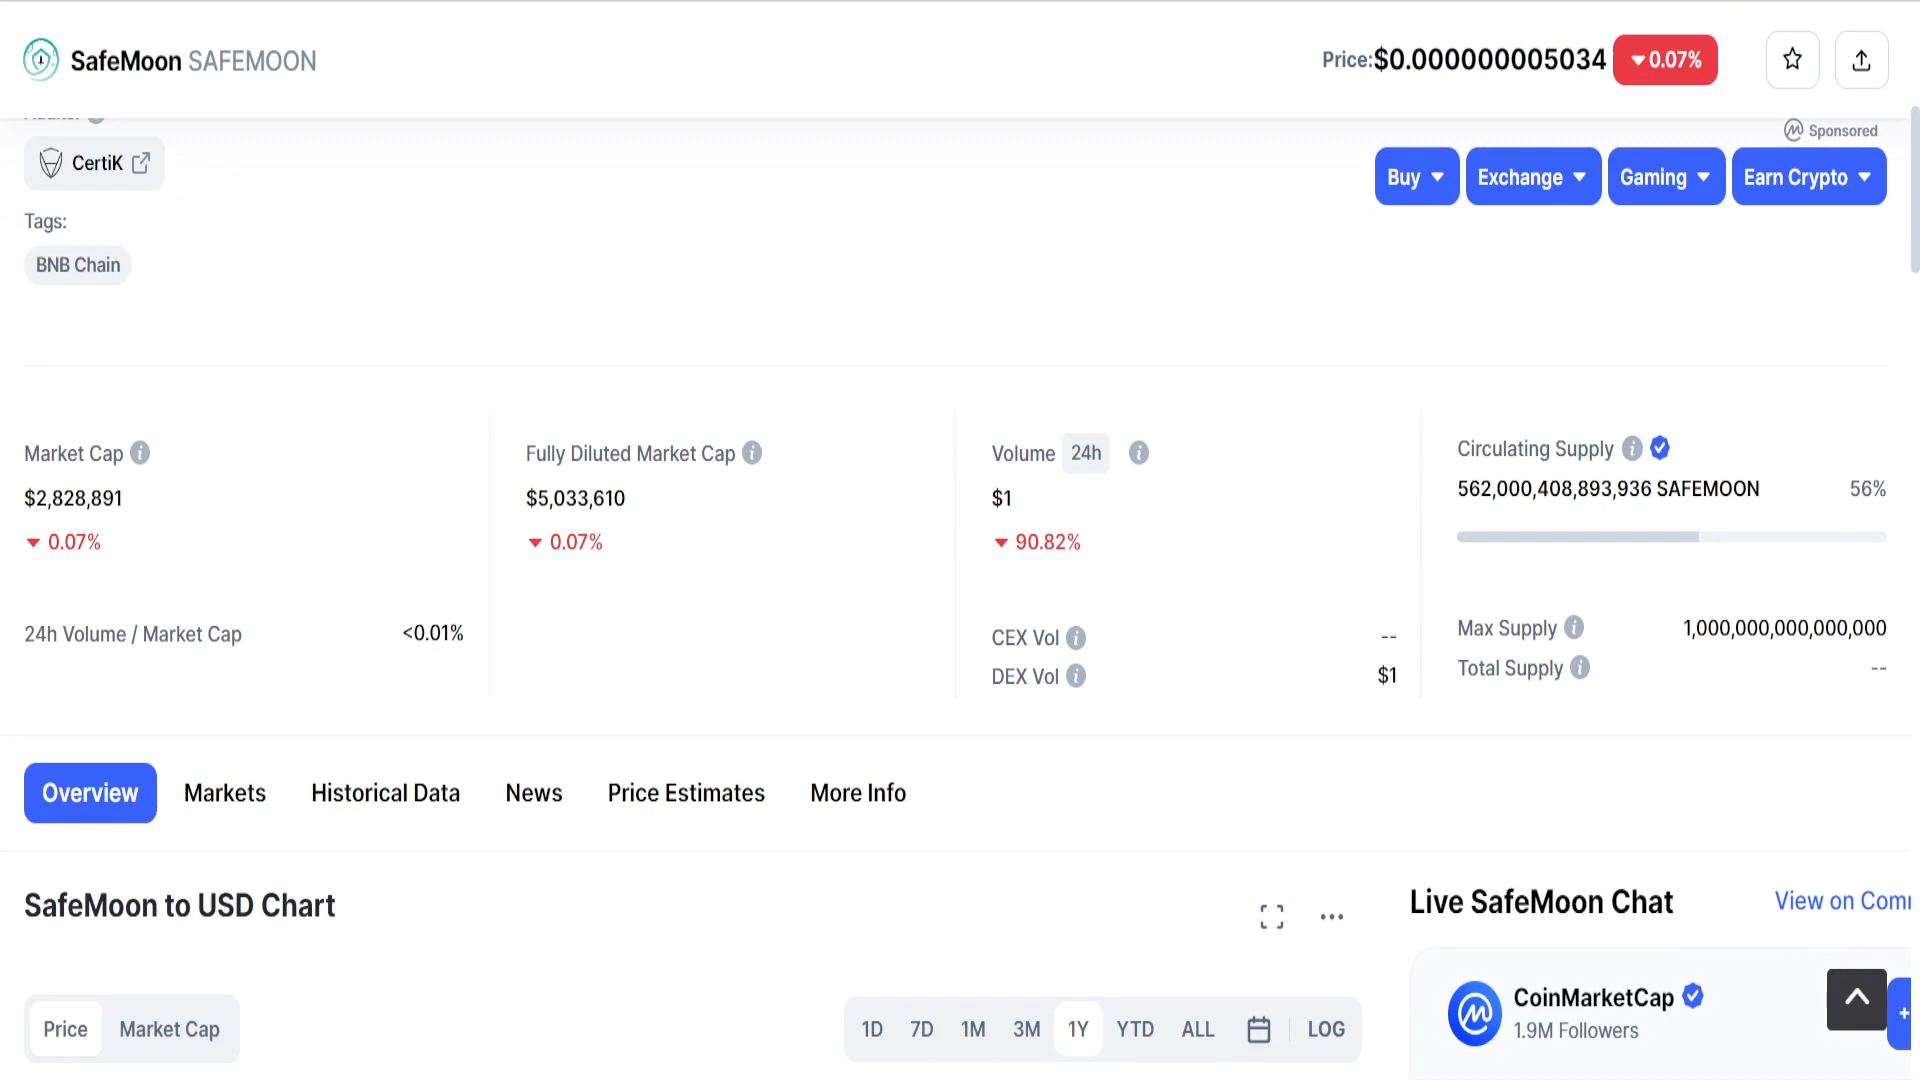 SafeMoon SAFEMOON
Price:$0.000000005034 0.07%
Sponsored
CertiK
Buy Exchange Gaming Earn Crypto
Tags:
BNB Chain
Market Cap
$2,828,891
0.07%
24h Volume / Market Cap <0.01%
Fully Diluted Market Cap
$5,033,610
0.07%
Volume 24h
$1
90.82%
CEX Vol --
DEX Vol $1
Circulating Supply
562,000,408,893,936 SAFEMOON 56%
Max Supply 1,000,000,000,000,000
Total Supply --
Overview Markets Historical Data News Price Estimates More Info
SafeMoon to USD Chart
Price Market Cap
1D 7D 1M 3M 1Y YTD ALL LOG
Live SafeMoon Chat View on Comm
CoinMarketCap
1.9M Followers